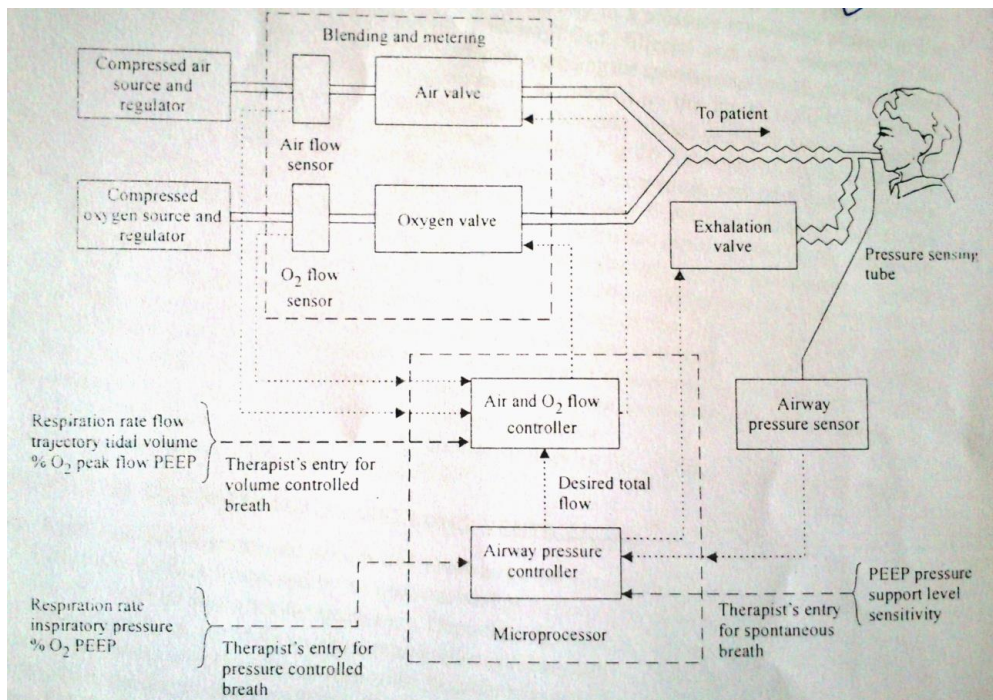 Blending and metering
Compressed air
source and
regulator
Air valve
Air flow
sensor
To patient
Compressed
oxygen source and
regulator
Oxygen valve
O2 flow
sensor
Exhalation
valve
Pressure sensing
tube
Air and O2 flow
controller
Airway
pressure sensor
Respiration rate flow
trajectory tidal volume
% O2 peak flow PEEP
Therapist's entry for
volume controlled
breath
Desired total
flow
Airway pressure
controller
PEEP pressure
support level
sensitivity
Therapist's entry
for spontaneous
breath
Microprocessor
Respiration rate
inspiratory pressure
% O2 PEEP
Therapist's entry for
pressure controlled
breath